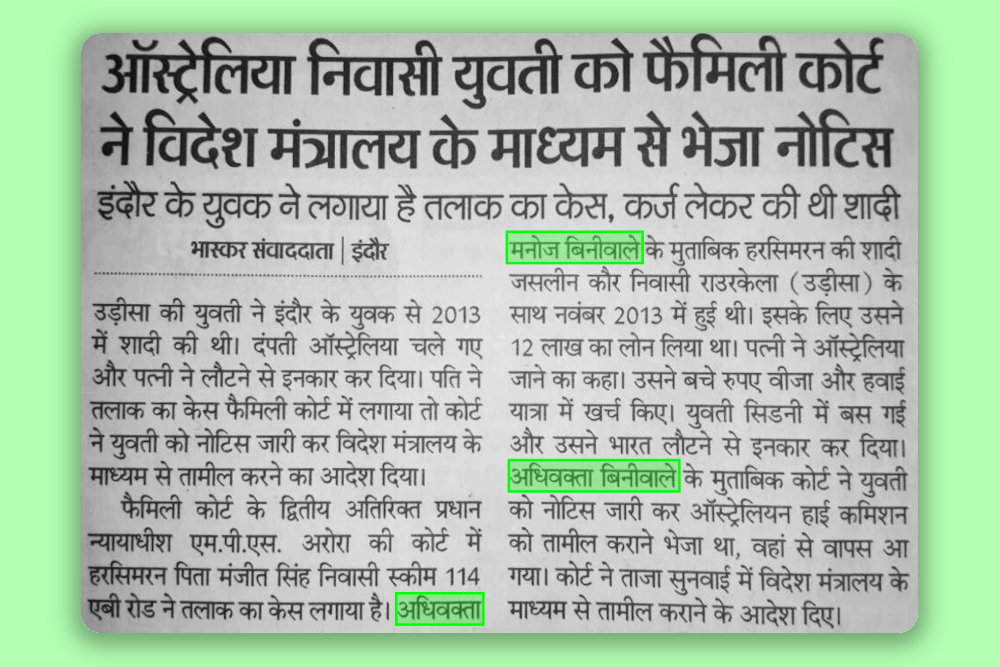 ऑस्ट्रेलिया निवासी युवती को फैमिली कोर्ट
ने विदेश मंत्रालय के माध्यम से भेजा नोटिस
इंदौर के युवक ने लगाया है तलाक का केस, कर्ज लेकर की थी शादी
भास्कर संवाददाता | इंदौर
उड़ीसा की युवती ने इंदौर के युवक से 2013
में शादी की थी। दंपती ऑस्ट्रेलिया चले गए
और पत्नी ने लौटने से इनकार कर दिया। पति ने
तलाक का केस फैमिली कोर्ट में लगाया तो कोर्ट
ने युवती को नोटिस जारी कर विदेश मंत्रालय के
माध्यम से तामील करने का आदेश दिया।
फैमिली कोर्ट के द्वितीय अतिरिक्त प्रधान
न्यायाधीश एम.पी.एस. अरोरा की कोर्ट में
हरसिमरन पिता मंजीत सिंह निवासी स्कीम 114
एबी रोड ने तलाक का केस लगाया है। अधिवक्ता
मनोज बिनीवाले के मुताबिक हरसिमरन की शादी
जसलीन कौर निवासी राउरकेला (उड़ीसा) के
साथ नवंबर 2013 में हुई थी। इसके लिए उसने
12 लाख का लोन लिया था। पत्नी ने ऑस्ट्रेलिया
जाने का कहा। उसने बचे रुपए वीजा और हवाई
यात्रा में खर्च किए। युवती सिडनी में बस गई
और उसने भारत लौटने से इनकार कर दिया।
अधिवक्ता बिनीवाले के मुताबिक कोर्ट ने युवती
को नोटिस जारी कर ऑस्ट्रेलियन हाई कमिशन
को तामील कराने भेजा था, वहां से वापस आ
गया। कोर्ट ने ताजा सुनवाई में विदेश मंत्रालय के
माध्यम से तामील कराने के आदेश दिए।